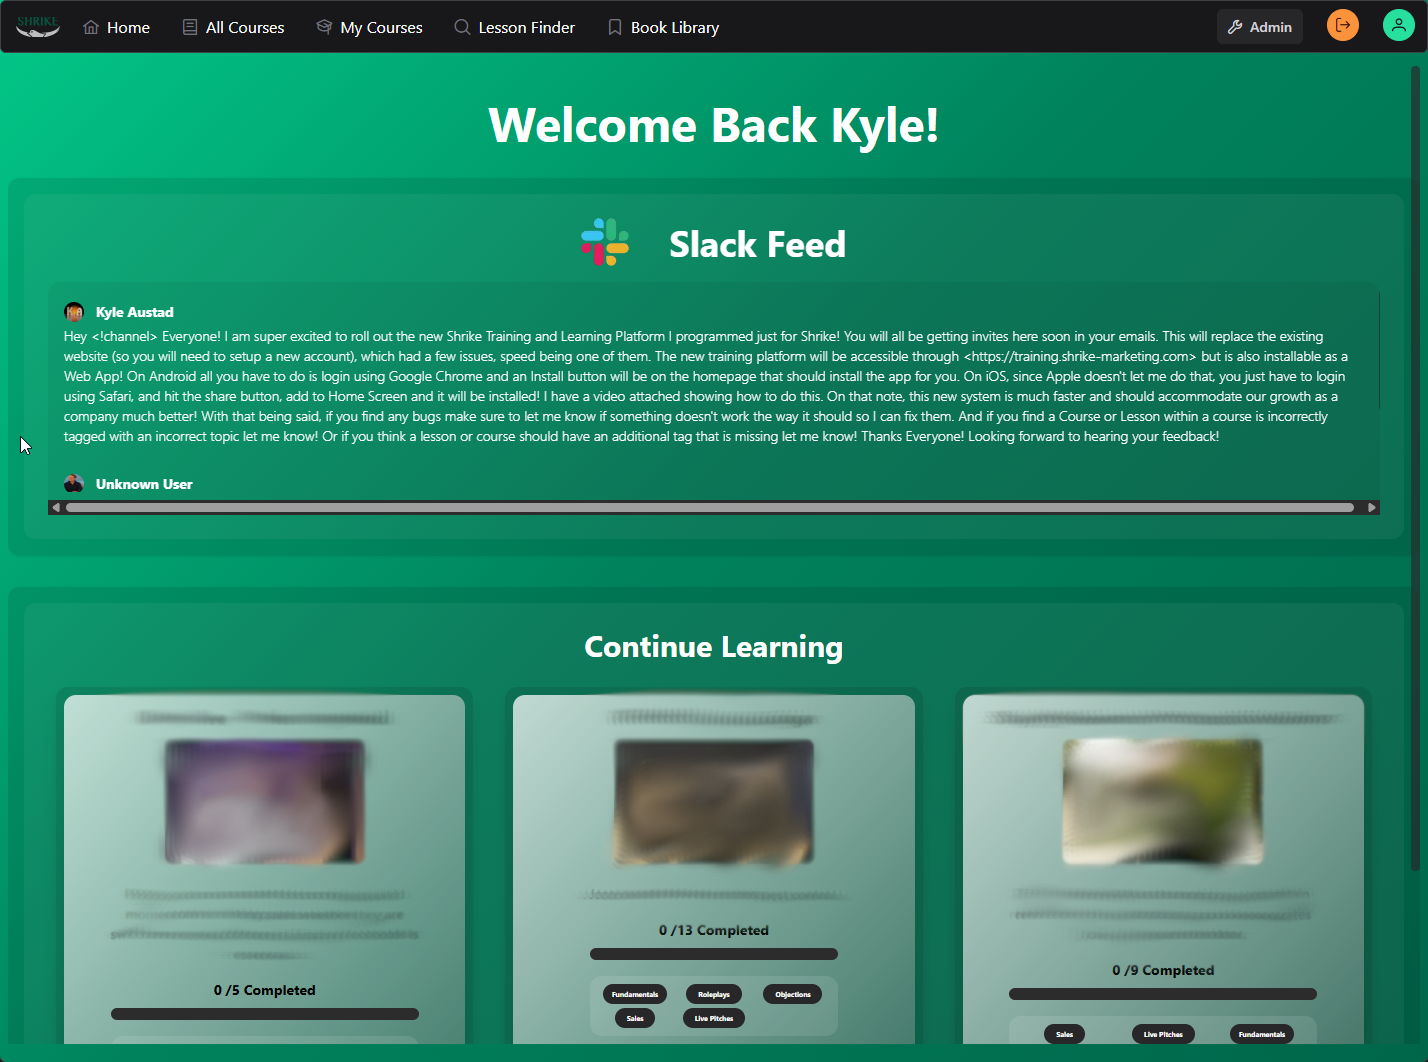 SHRIKE
Home
All Courses
My Courses
Lesson Finder
Book Library
Admin
Welcome Back Kyle!
Slack Feed
Kyle Austad
Hey <!channel> Everyone! I am super excited to roll out the new Shrike Training and Learning Platform I programmed just for Shrike! You will all be getting invites here soon in your emails. This will replace the existing
website (so you will need to setup a new account), which had a few issues, speed being one of them. The new training platform will be accessible through <https://training.shrike-marketing.com> but is also installable as a
Web App! On Android all you have to do is login using Google Chrome and an Install button will be on the homepage that should install the app for you. On iOS, since Apple doesn't let me do that, you just have to login
using Safari, and hit the share button, add to Home Screen and it will be installed! I have a video attached showing how to do this. On that note, this new system is much faster and should accommodate our growth as a
company much better! With that being said, if you find any bugs make sure to let me know if something doesn't work the way it should so I can fix them. And if you find a Course or Lesson within a course is incorrectly
tagged with an incorrect topic let me know! Or if you think a lesson or course should have an additional tag that is missing let me know! Thanks Everyone! Looking forward to hearing your feedback!
Unknown User
Continue Learning
0 /5 Completed
0 /13 Completed
Fundamentals
Roleplays
Objections
Sales
Live Pitches
0 /9 Completed
Sales
Live Pitches
Fundamentals